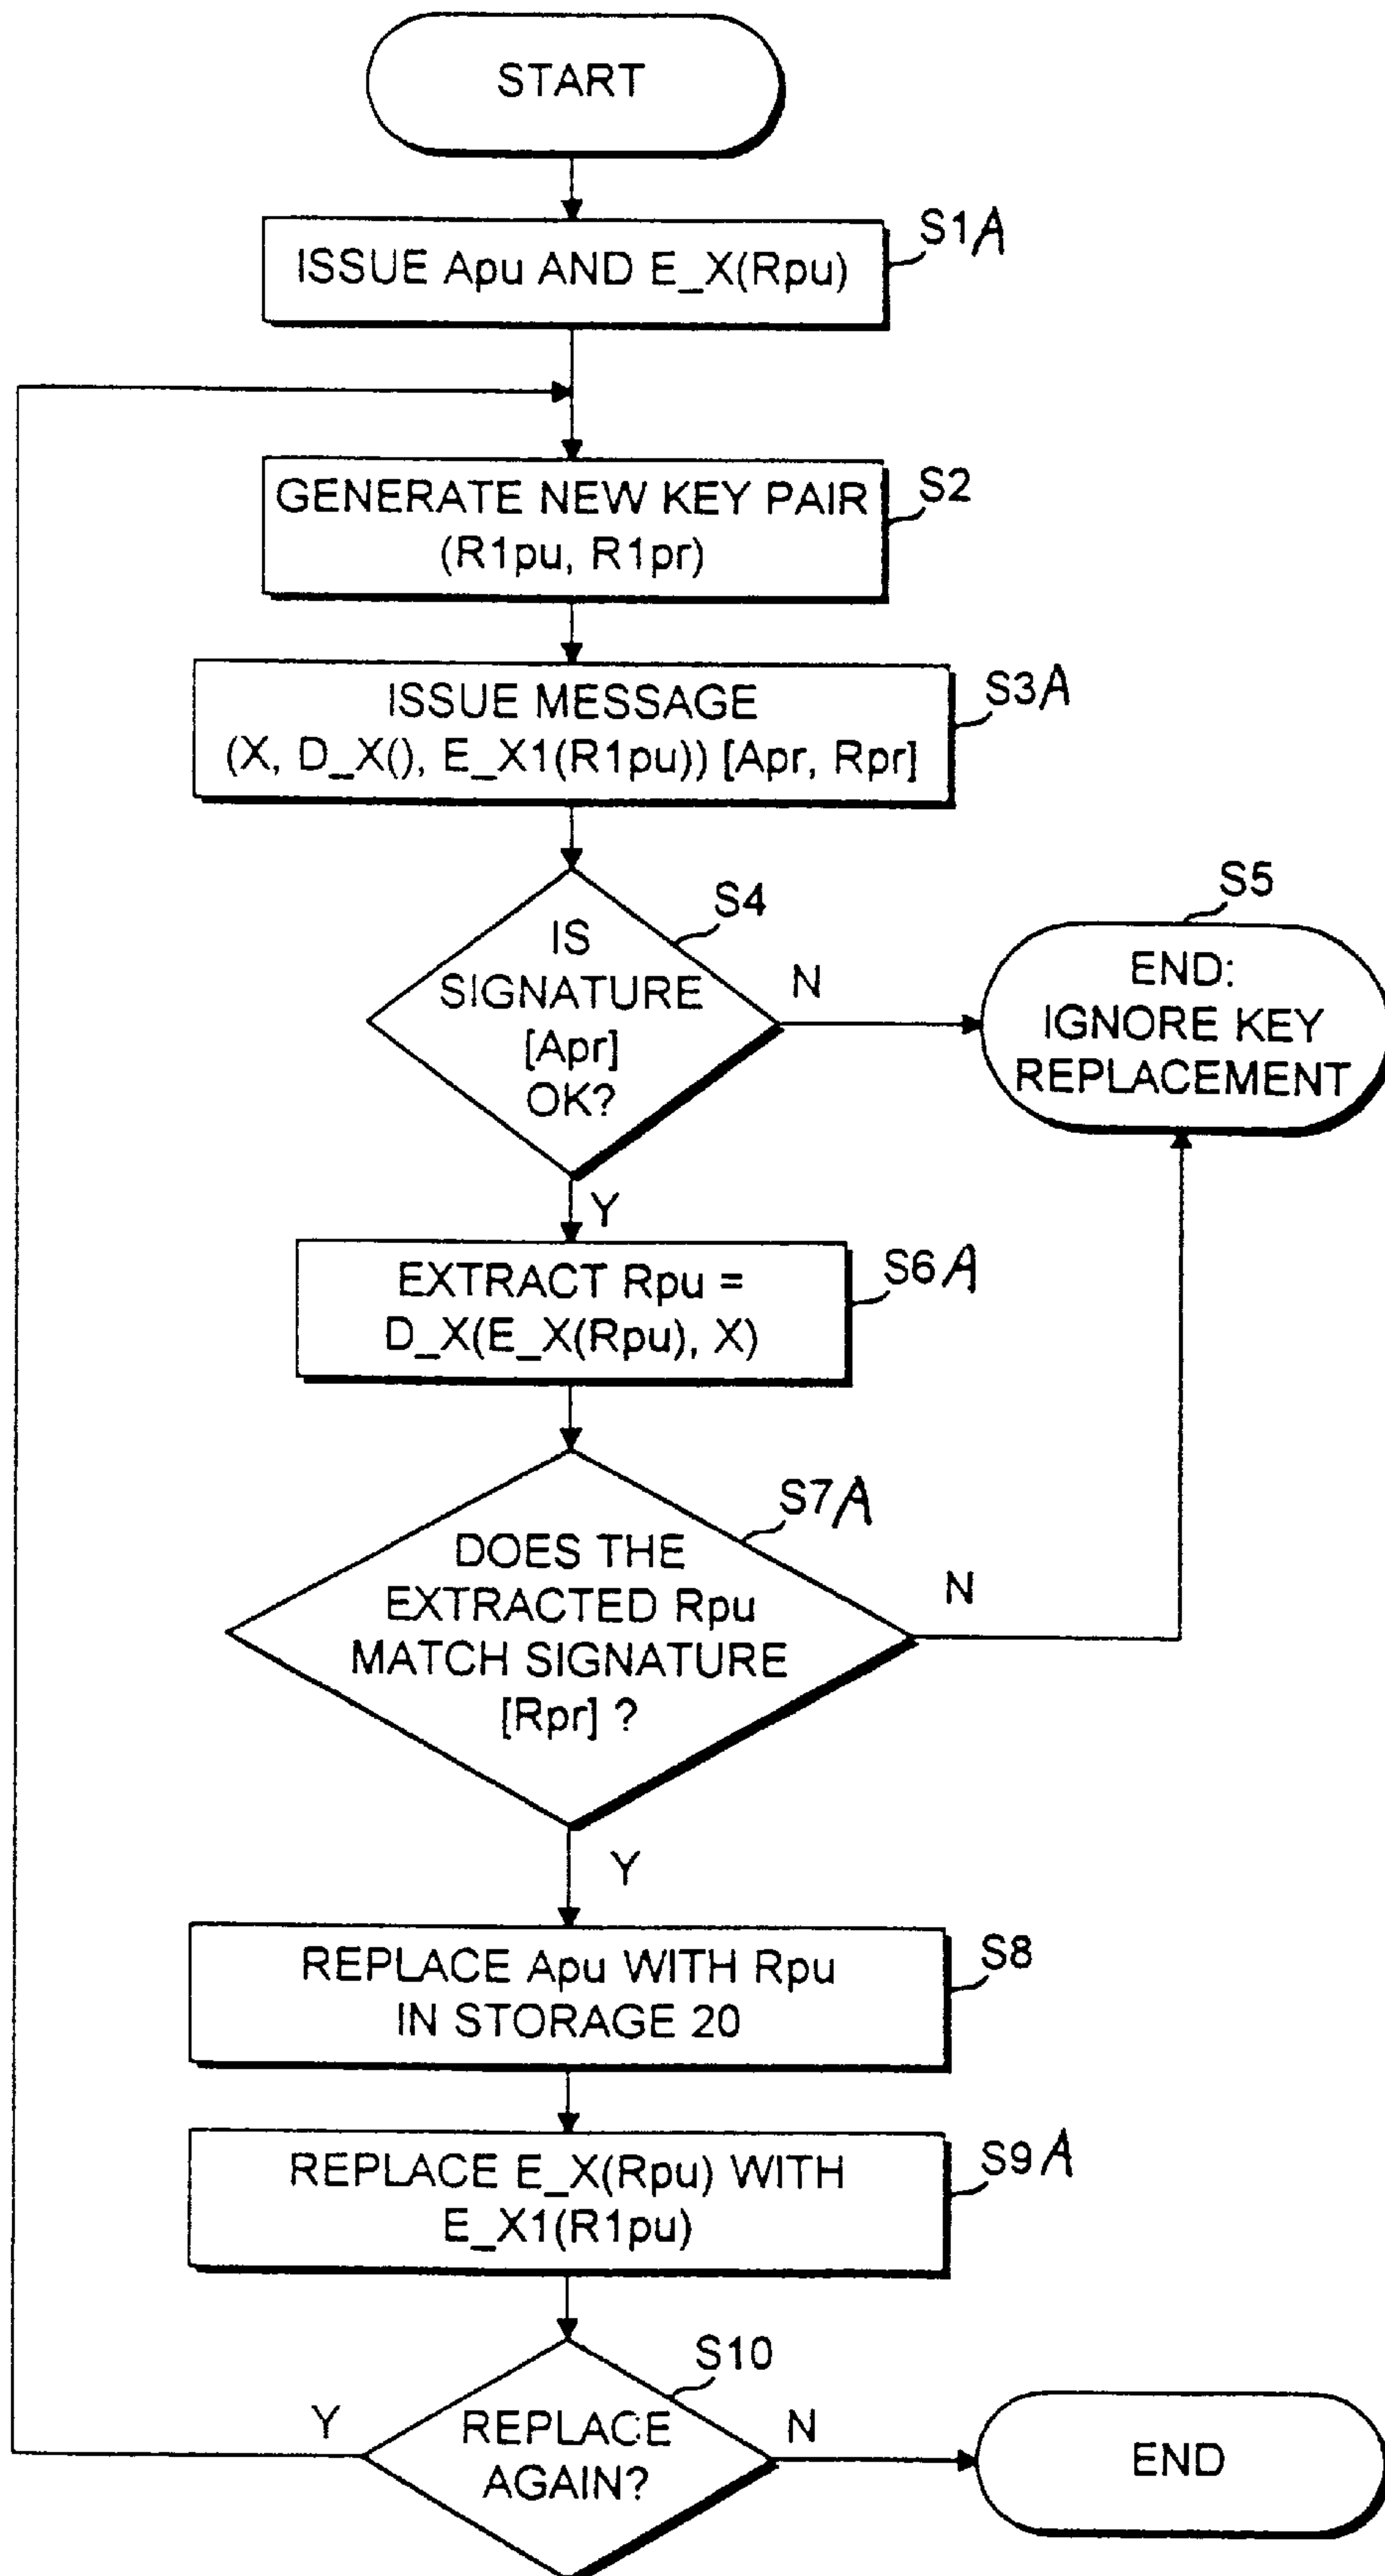 START
S1A
ISSUE Apu AND E_X(Rpu)
S2
GENERATE NEW KEY PAIR
(R1pu, R1pr)
S3A
ISSUE MESSAGE
(X, D_X(), E_X1(R1pu)) [Apr, Rpr]
S4
IS
SIGNATURE
[Apr]
OK?
N
S5
END:
IGNORE KEY
REPLACEMENT
Y
S6A
EXTRACT Rpu =
D_X(E_X(Rpu), X)
S7A
DOES THE
EXTRACTED Rpu
MATCH SIGNATURE
[Rpr] ?
N
Y
S8
REPLACE Apu WITH Rpu
IN STORAGE 20
S9A
REPLACE E_X(Rpu) WITH
E_X1(R1pu)
S10
Y
REPLACE
AGAIN?
N
END